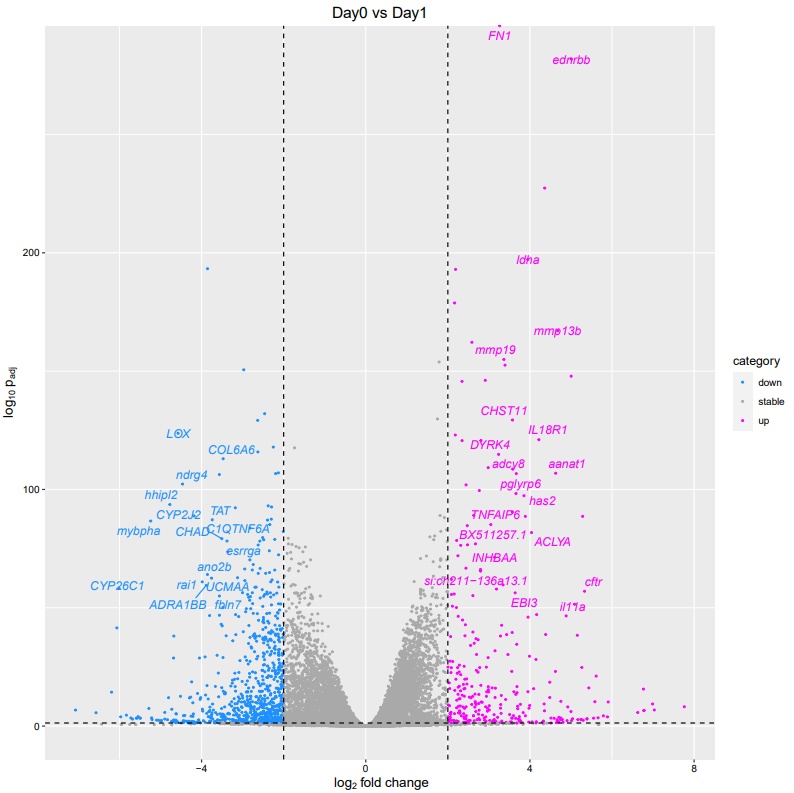 Day0 vs Day1
FN1
ednrbb
200
ldha
mmp13b
mmp19
category
down
stable
up
log10 padj
CHST11
LOX
IL18R1
COL6A6
DYRK4
ndrg4
adcy8
aanat1
100
hhipl2
pglyrp6
has2
CYP2J2
TAT
TNFAIP6
mybpha
CHAD
C1QTNF6A
BX511257.1
ACLYA
esrrga
INHBAA
ano2b
CYP26C1
rai1
UCMAA
si:ch211−136a13.1
cftr
ADRA1BB
fbln7
EBI3
il11a
0
−4
0
4
8
log2 fold change